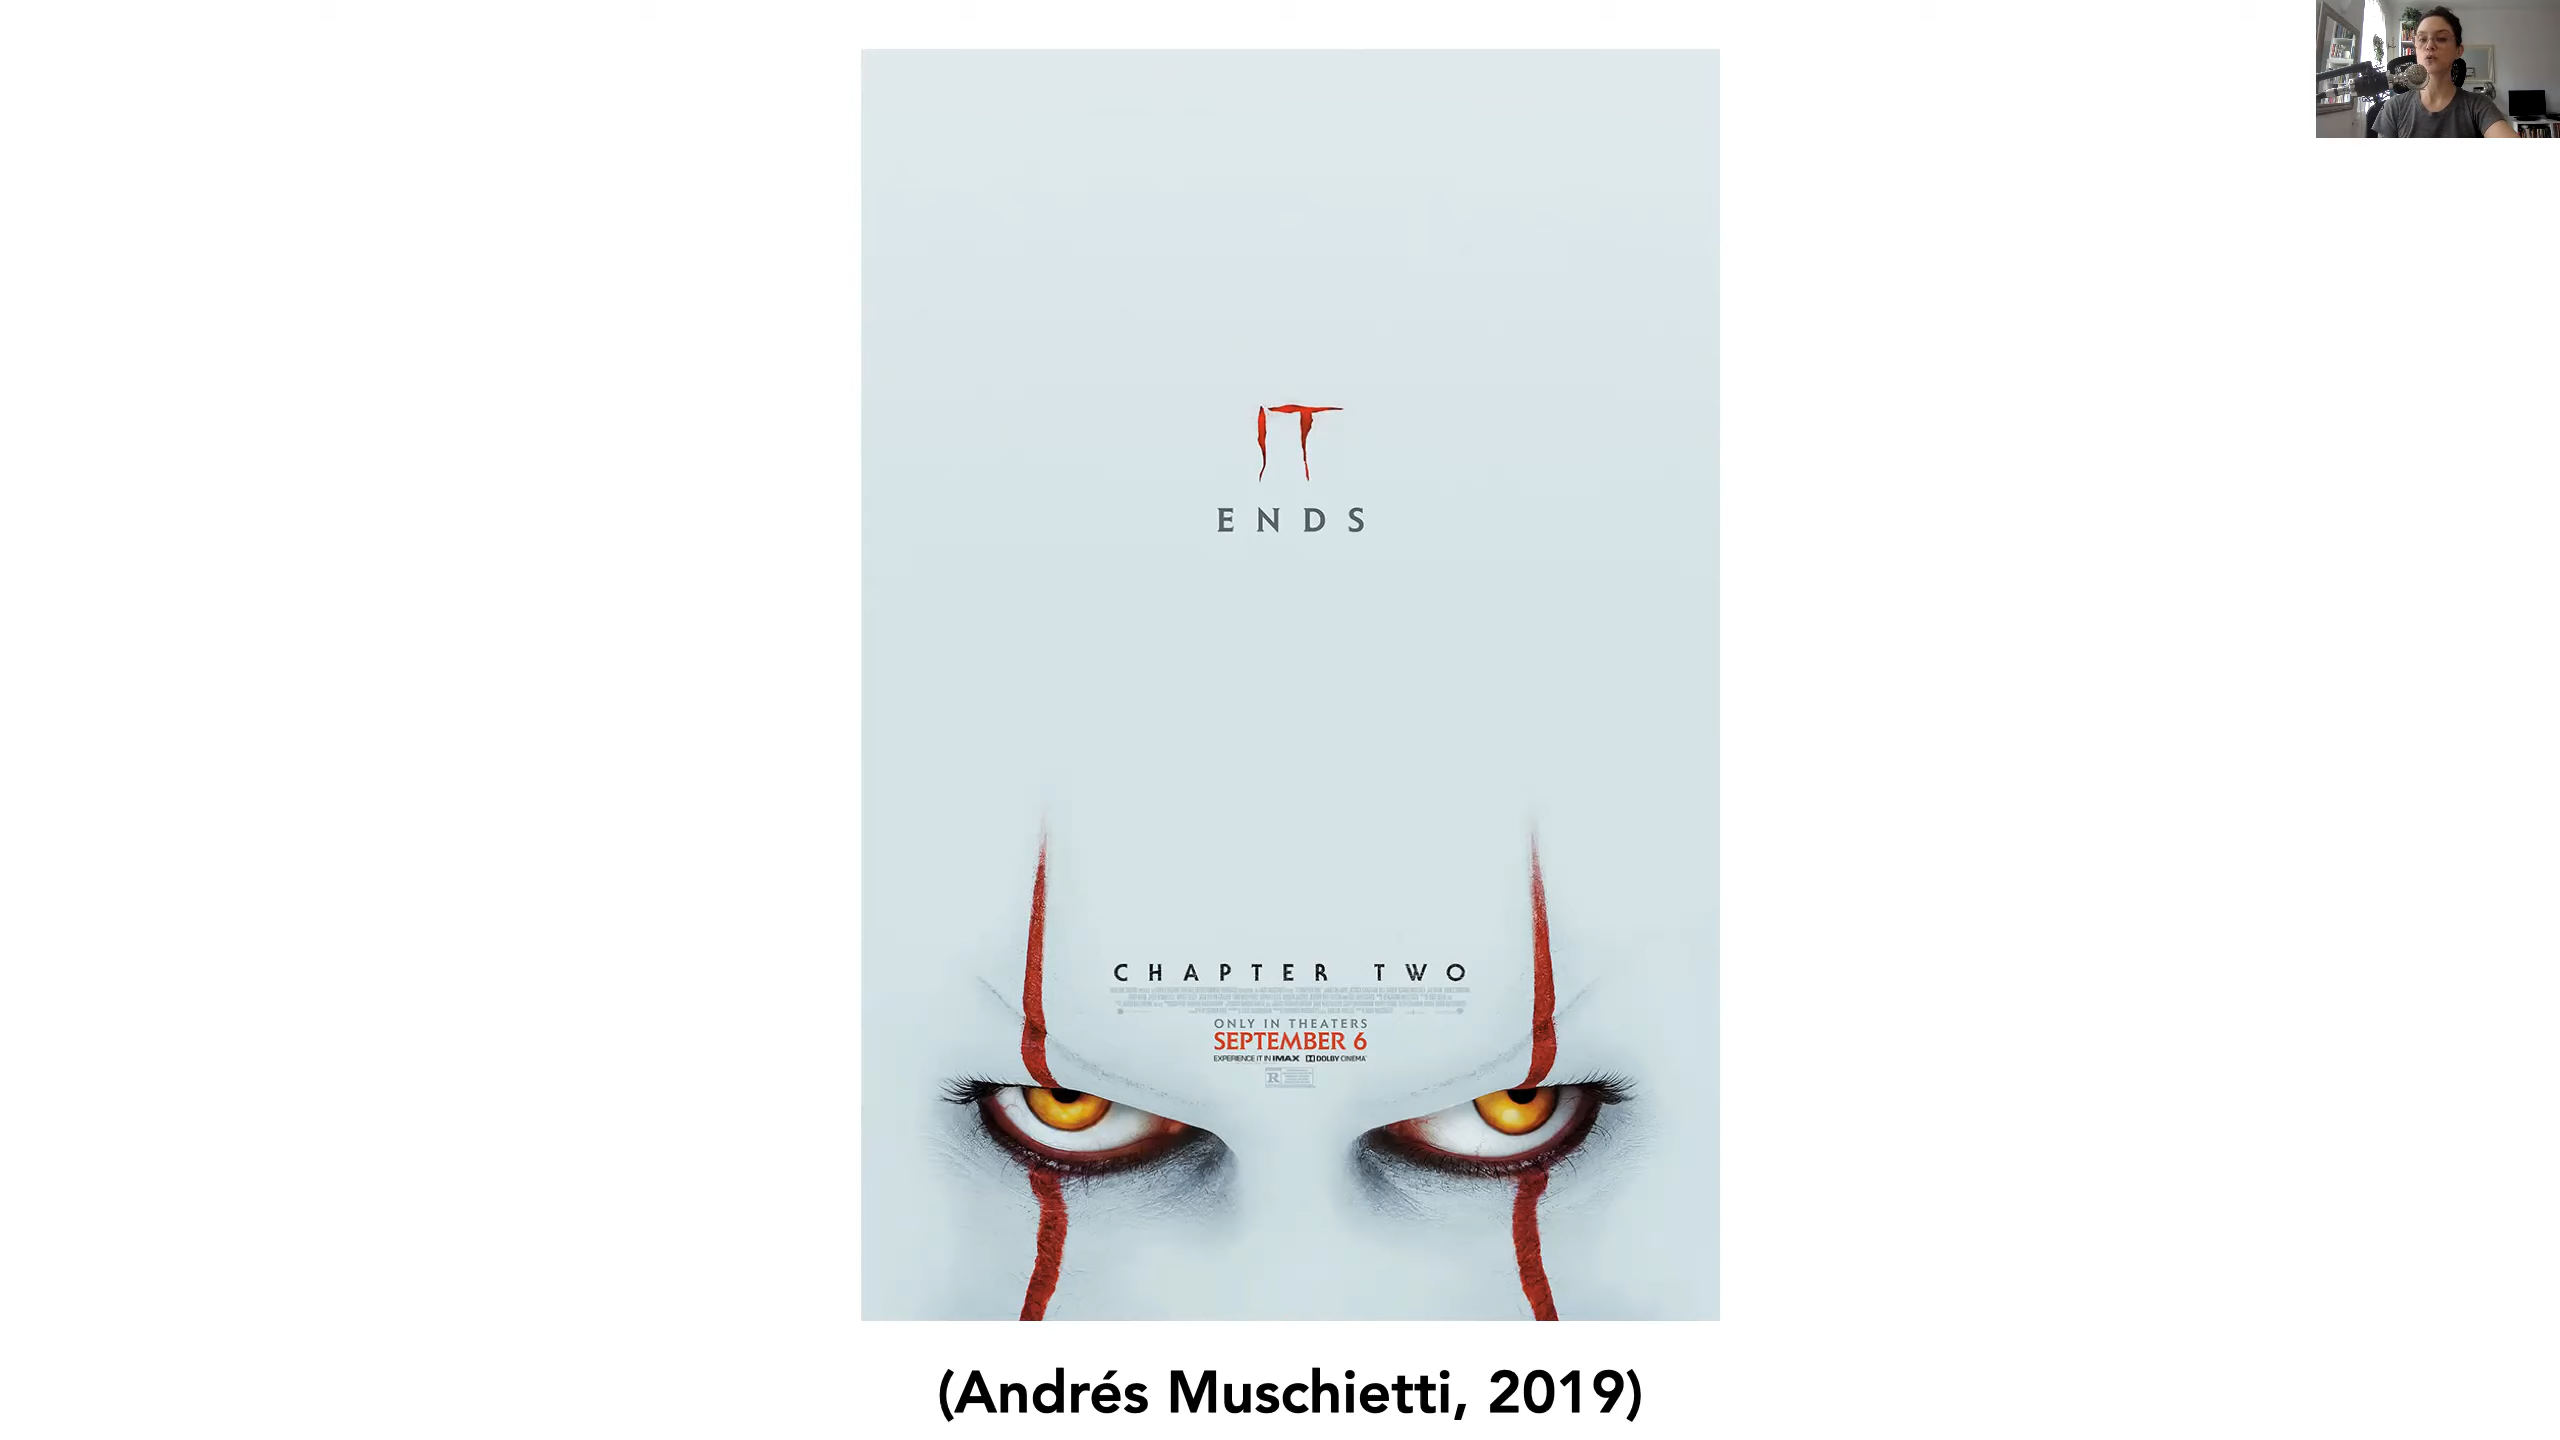 IT
ENDS
CHAPTER TWO
ONLY IN THEATERS
SEPTEMBER 6
EXPERIENCE IT IN IMAX DOLBY CINEMA
R
(Andrés Muschietti, 2019)